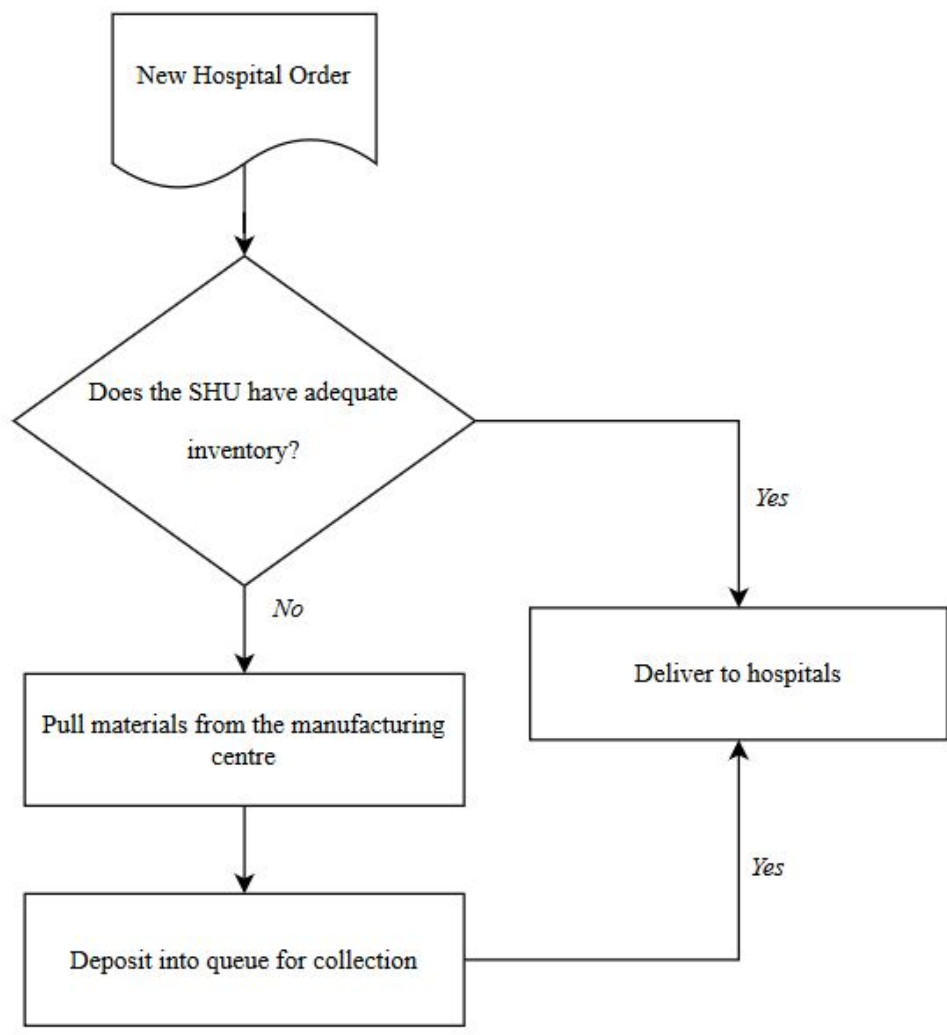 New Hospital Order
Does the SHU have adequate
inventory?
Yes
No
Deliver to hospitals
Pull materials from the manufacturing
centre
Yes
Deposit into queue for collection